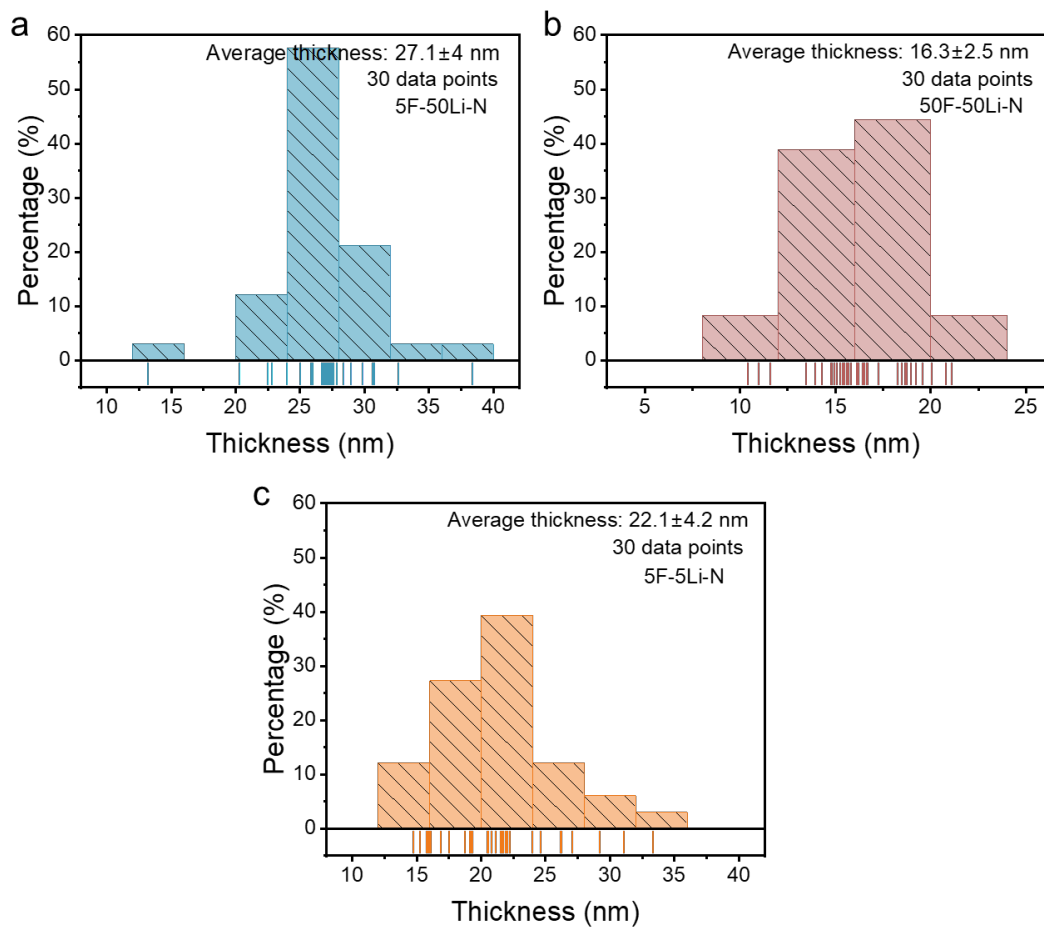 a
Average thickness: 27.1±4 nm
30 data points
5F-50Li-N
Percentage (%)
60
50
40
30
20
10
0
10 15 20 25 30 35 40
Thickness (nm)
b
Average thickness: 16.3±2.5 nm
30 data points
50F-50Li-N
Percentage (%)
60
50
40
30
20
10
0
5 10 15 20 25
Thickness (nm)
c
Average thickness: 22.1±4.2 nm
30 data points
5F-5Li-N
Percentage (%)
60
50
40
30
20
10
0
10 15 20 25 30 35 40
Thickness (nm)